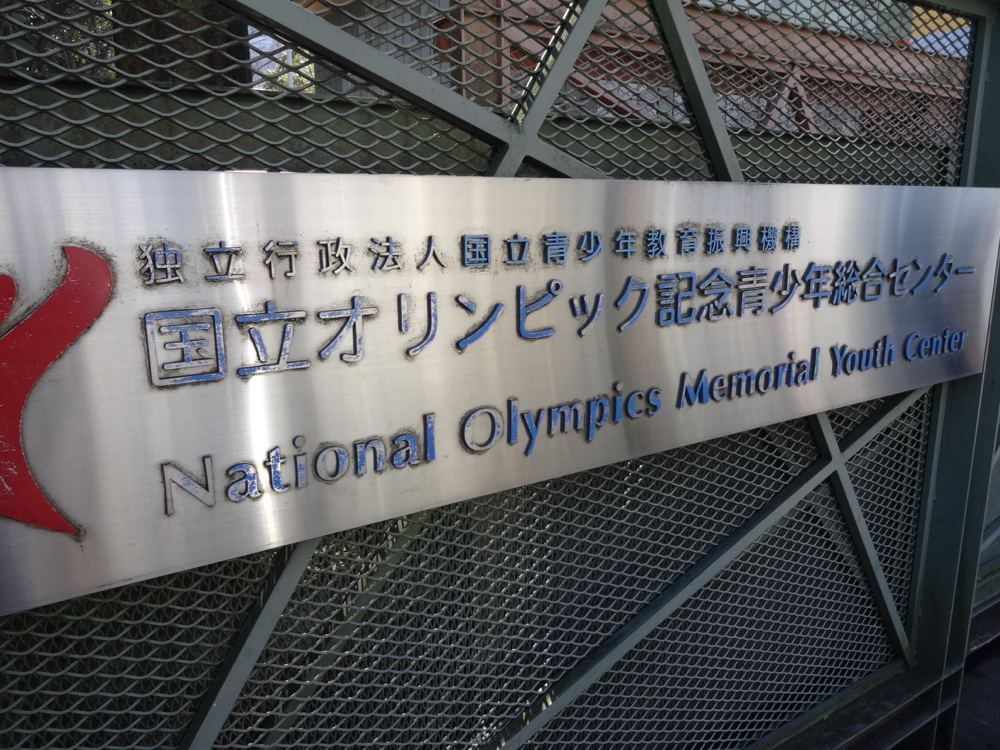 独立行政法人国立青少年教育振興機構
国立オリンピック記念青少年総合センター
National Olympics Memorial Youth Center